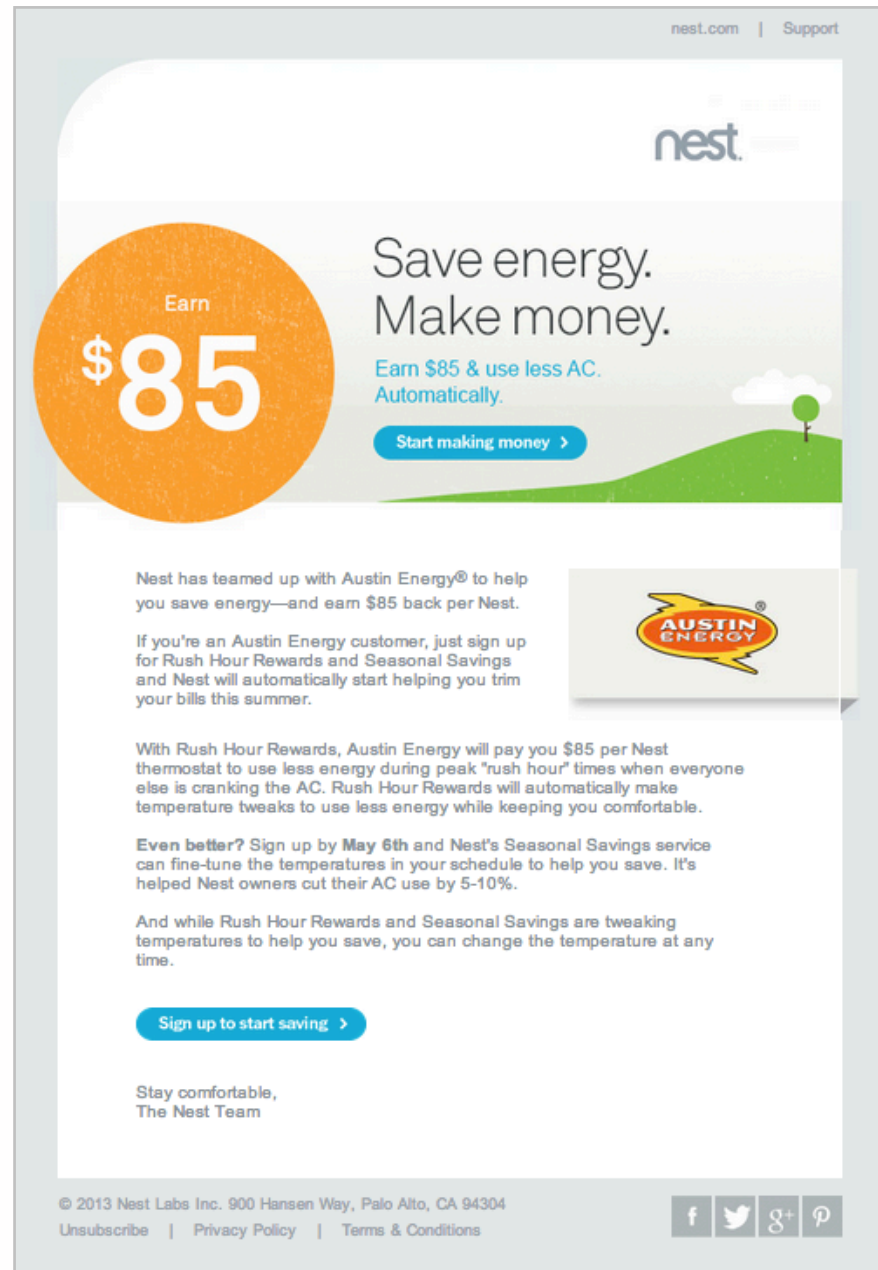 nest.com | Support
nest.
Earn
$85
Save energy.
Make money.
Earn $85 & use less AC.
Automatically.
Start making money >
Nest has teamed up with Austin Energy® to help
you save energy—and earn $85 back per Nest.
AUSTIN ®
ENERGY
If you're an Austin Energy customer, just sign up
for Rush Hour Rewards and Seasonal Savings
and Nest will automatically start helping you trim
your bills this summer.
With Rush Hour Rewards, Austin Energy will pay you $85 per Nest
thermostat to use less energy during peak "rush hour" times when everyone
else is cranking the AC. Rush Hour Rewards will automatically make
temperature tweaks to use less energy while keeping you comfortable.
Even better? Sign up by May 6th and Nest's Seasonal Savings service
can fine-tune the temperatures in your schedule to help you save. It's
helped Nest owners cut their AC use by 5-10%.
And while Rush Hour Rewards and Seasonal Savings are tweaking
temperatures to help you save, you can change the temperature at any
time.
Sign up to start saving >
Stay comfortable,
The Nest Team
© 2013 Nest Labs Inc. 900 Hansen Way, Palo Alto, CA 94304
Unsubscribe | Privacy Policy | Terms & Conditions
f g+ p